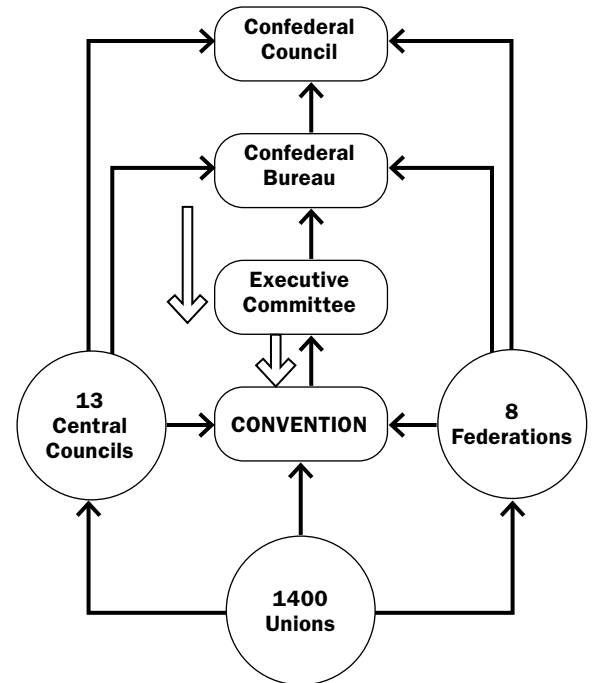 Confederal
Council
Confederal
Bureau
Executive
Committee
13
Central
Councils
CONVENTION
8
Federations
1400
Unions